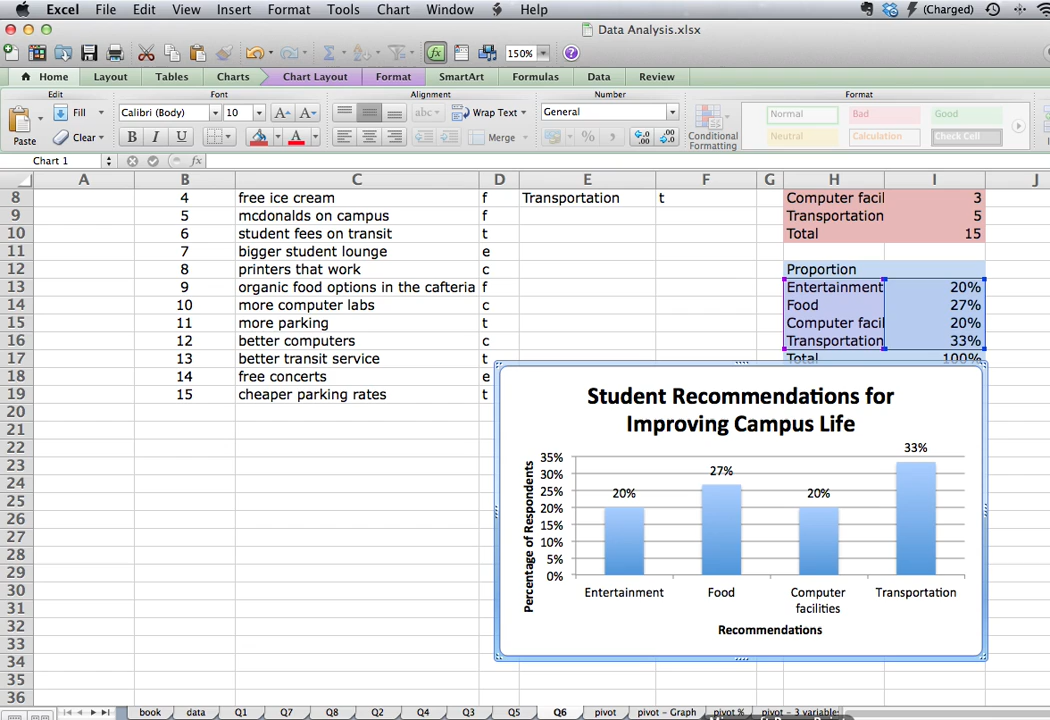 Excel File Edit View Insert Format Tools Chart Window Help (Charged)
Data Analysis.xlsx
150%
Home Layout Tables Charts Chart Layout Format SmartArt Formulas Data Review
Edit Font Alignment Number Format
Fill Calibri (Body) 10 A A abc Wrap Text General Normal Bad Good
Paste Clear B I U A Merge % Conditional Formatting Neutral Calculation Check Cell
Chart 1 fx
A B C D E F G H I J
8 4 free ice cream f Transportation t Computer facil 3
9 5 mcdonalds on campus f Transportation 5
10 6 student fees on transit t Total 15
11 7 bigger student lounge e
12 8 printers that work c Proportion
13 9 organic food options in the cafteria f Entertainment 20%
14 10 more computer labs c Food 27%
15 11 more parking t Computer facil 20%
16 12 better computers c Transportation 33%
17 13 better transit service t Total 100%
18 14 free concerts e
19 15 cheaper parking rates t
20
21
22
23
24
25
26
27
28
29
30
31
32
33
34
35
36
Student Recommendations for
Improving Campus Life
Percentage of Respondents
35%
30%
25%
20%
15%
10%
5%
0%
20% 27% 20% 33%
Entertainment Food Computer facilities Transportation
Recommendations
book data Q1 Q7 Q8 Q2 Q4 Q3 Q5 Q6 pivot pivot - Graph pivot % pivot - 3 variable